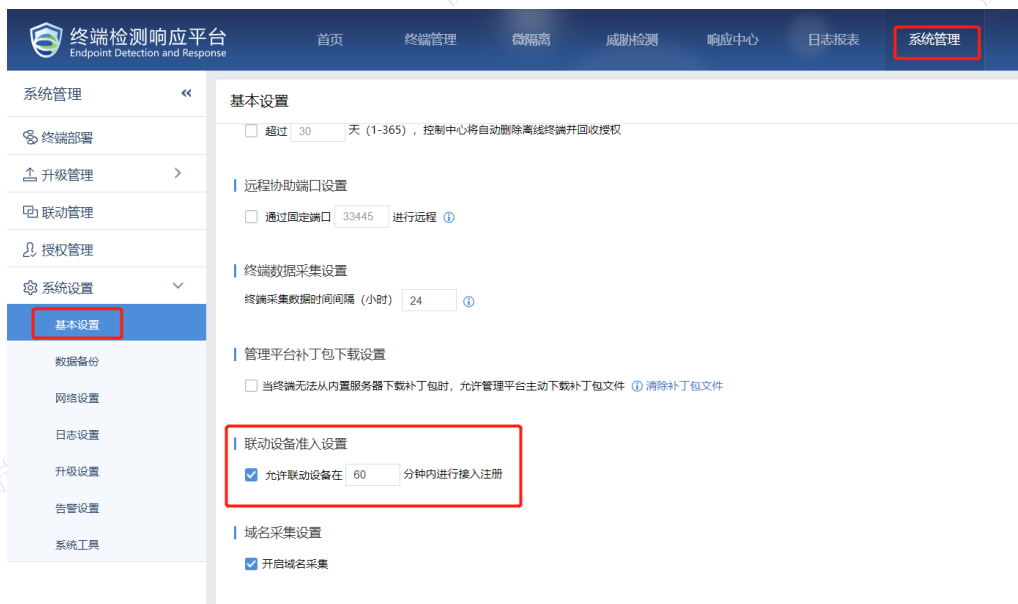 终端检测响应平台
Endpoint Detection and Response
首页 终端管理 微隔离 威胁检测 响应中心 日志报表 系统管理
系统管理
终端部署
升级管理
联动管理
授权管理
系统设置
基本设置
数据备份
网络设置
日志设置
升级设置
告警设置
系统工具
基本设置
超过 30 天（1-365），控制中心将自动删除离线终端并回收授权
远程协助端口设置
通过固定端口 33445 进行远程
终端数据采集设置
终端采集数据时间间隔（小时） 24
管理平台补丁包下载设置
当终端无法从内置服务器下载补丁包时，允许管理平台主动下载补丁包文件 清除补丁包文件
联动设备准入设置
允许联动设备在 60 分钟内进行接入注册
域名采集设置
开启域名采集